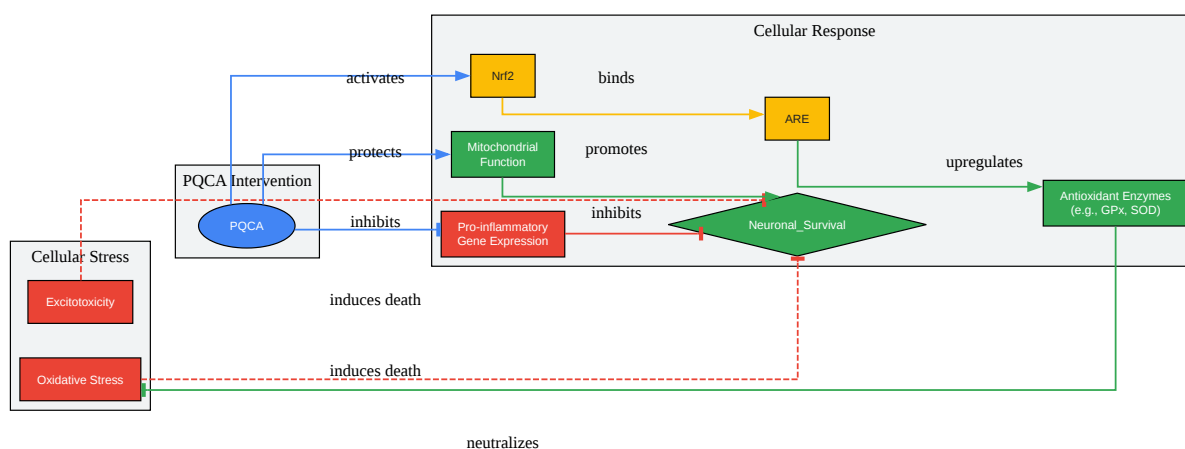 Cellular Response
activates
Nrf2
binds
ARE
protects
Mitochondrial
Function
promotes
upregulates
PQCA Intervention
PQCA
inhibits
Pro-inflammatory
Gene Expression
inhibits
Neuronal_Survival
Antioxidant Enzymes
(e.g., GPx, SOD)
Cellular Stress
Excitotoxicity
induces death
Oxidative Stress
induces death
neutralizes